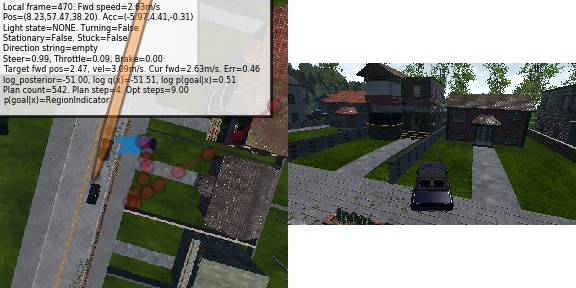 Local frame=470. Fwd speed=2.63m/s
Pos=(8.23,57.47,38.20). Acc=(-5.97,4.41,-0.31)
Light state=NONE. Turning=False
Stationary=False. Stuck=False
Direction string=empty
Steer=0.99, Throttle=0.09, Brake=0.00
Target fwd pos=2.47, vel=3.09m/s. Cur fwd=2.63m/s. Err=0.46
log_posterior=-51.00, log q(x)=-51.51, log p(goal|x)=0.51
Plan count=542. Plan step=4. Opt steps=9.00
p(goal|x)=RegionIndicator